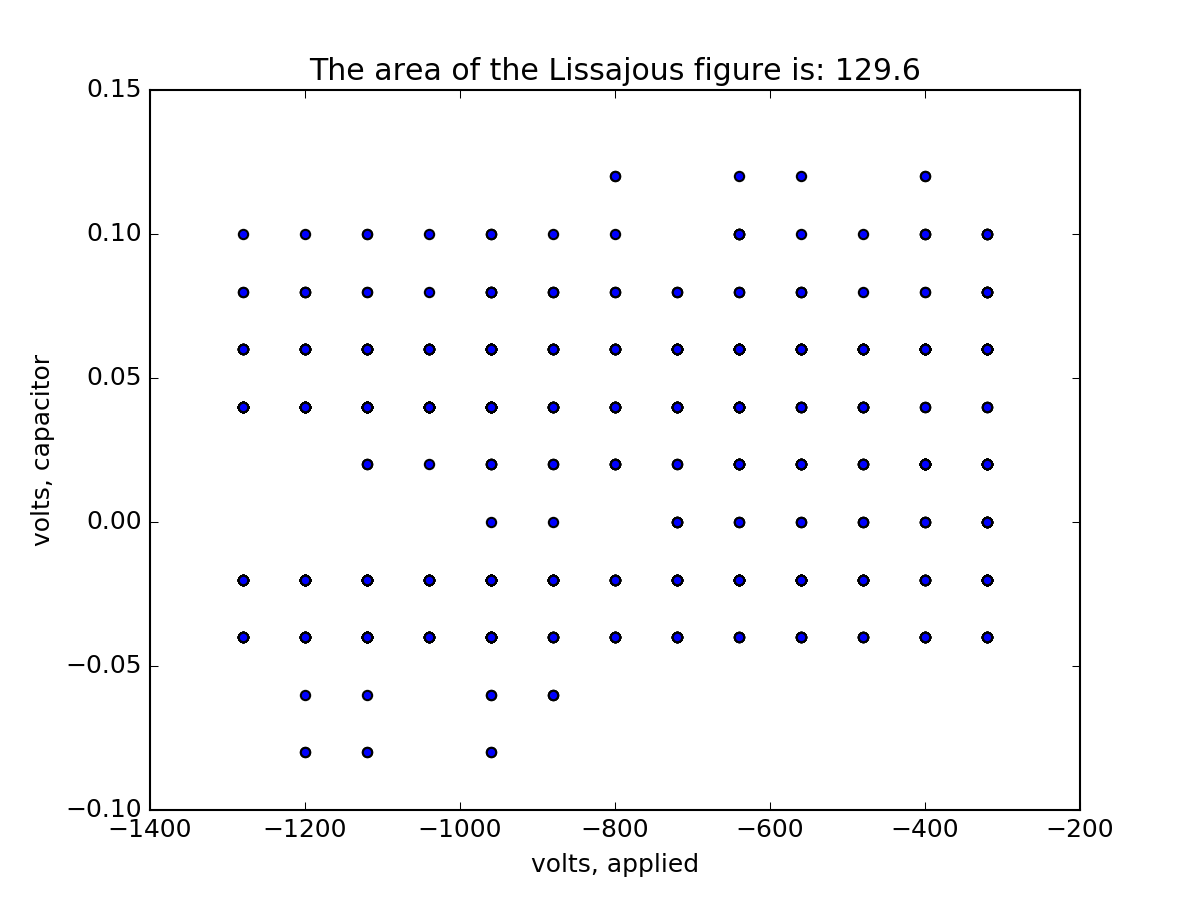 The area of the Lissajous figure is: 129.6
0.15
0.10
0.05
0.00
−0.05
−0.10
volts, capacitor
−1400 −1200 −1000 −800 −600 −400 −200
volts, applied